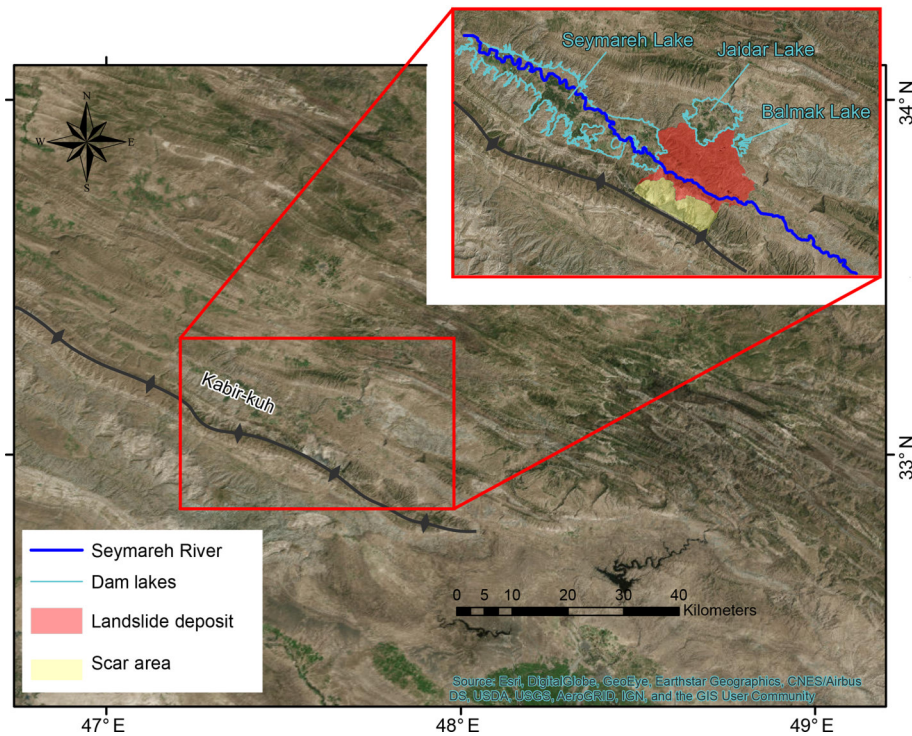 Seymareh Lake
Jaidar Lake
Balmak Lake
N
W E
S
34° N
Kabir-kuh
33° N
Seymareh River
Dam lakes
Landslide deposit
Scar area
0 5 10 20 30 40
Kilometers
Source: Esri, DigitalGlobe, GeoEye, Earthstar Geographics, CNES/Airbus
DS, USDA, USGS, AeroGRID, IGN, and the GIS User Community
47° E 48° E 49° E